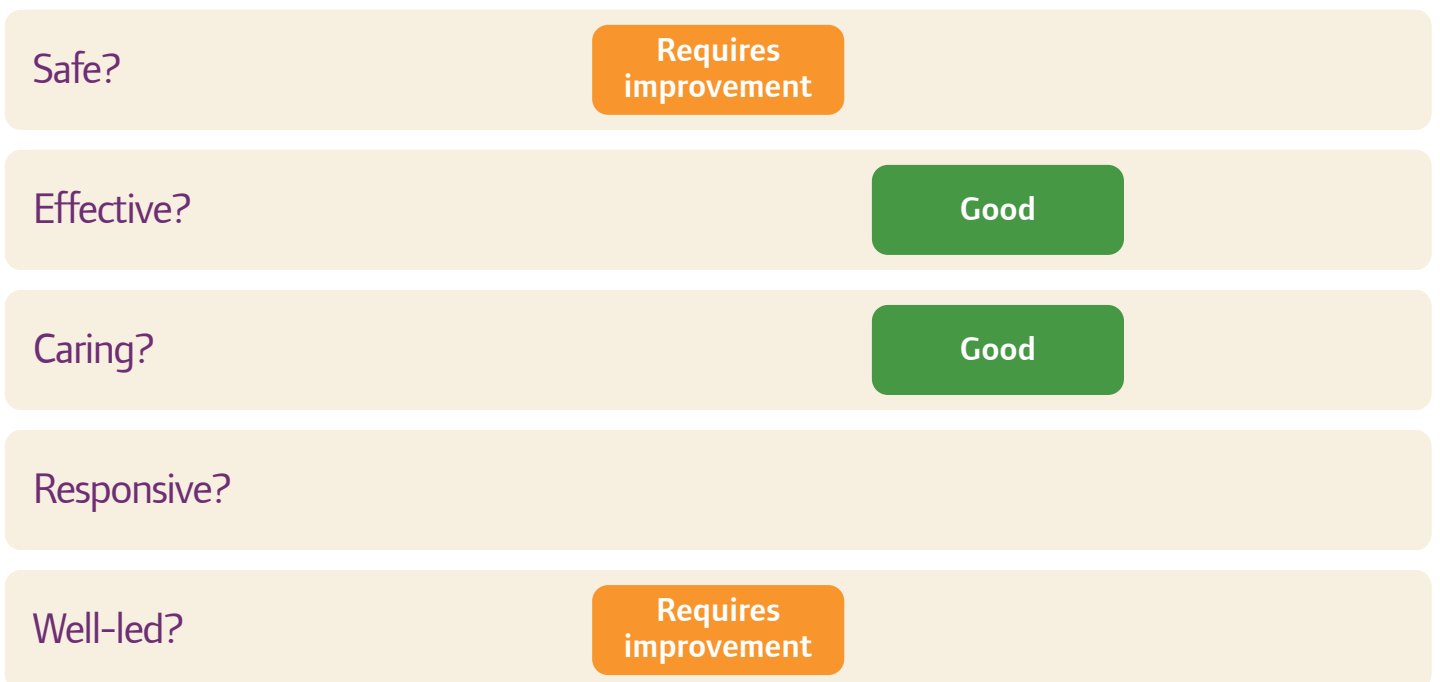 Safe?
Requires
improvement
Effective?
Good
Caring?
Good
Responsive?
Well-led?
Requires
improvement